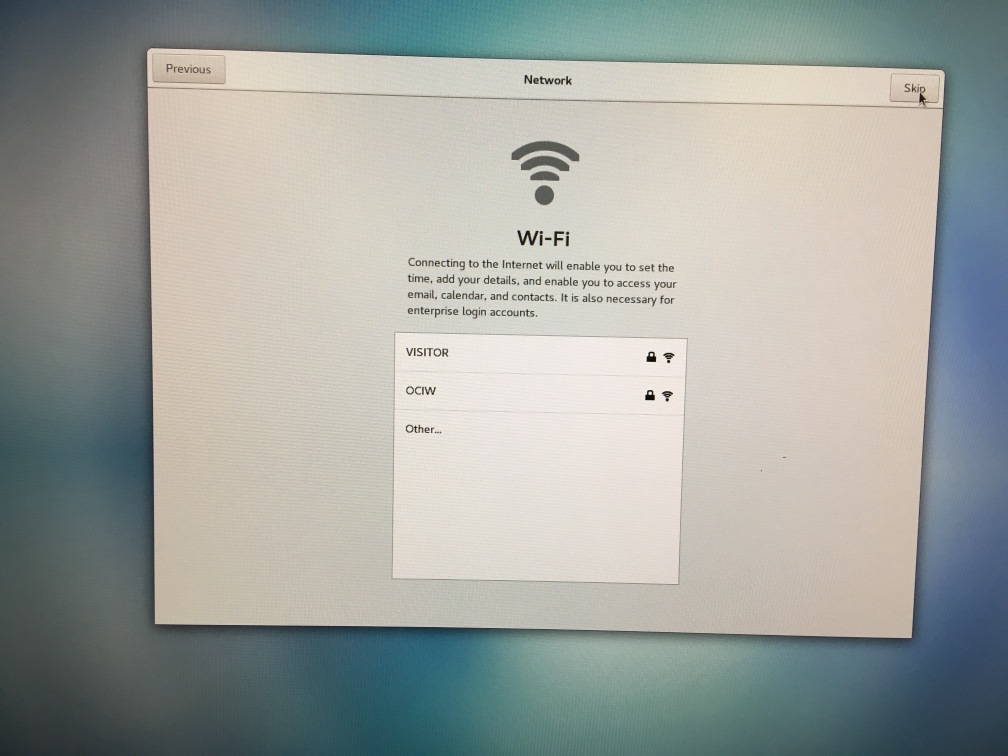 Previous
Network
Skip
Wi-Fi
Connecting to the Internet will enable you to set the
time, add your details, and enable you to access your
email, calendar, and contacts. It is also necessary for
enterprise login accounts.
VISITOR
OCIW
Other...